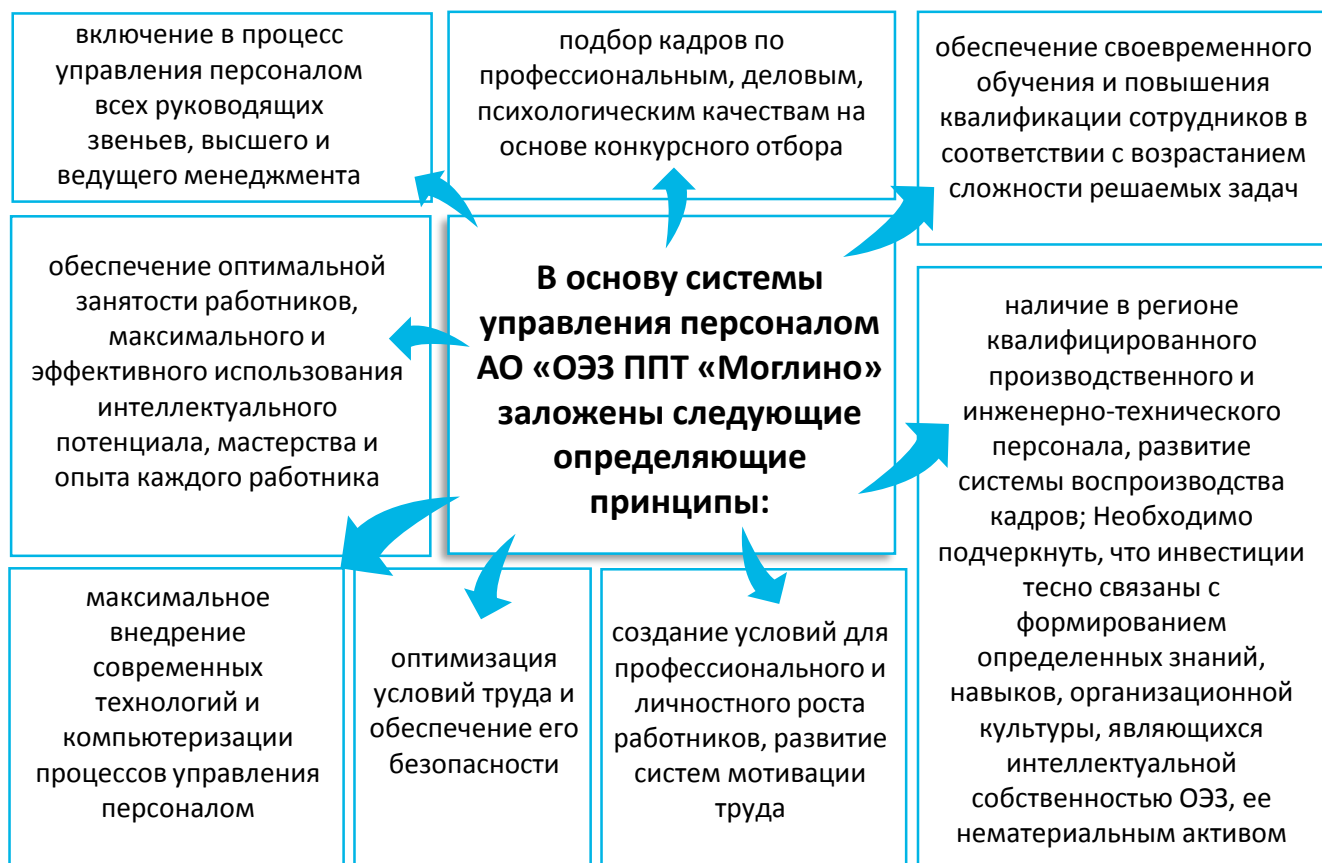 включение в процесс
управления персоналом
всех руководящих
звеньев, высшего и
ведущего менеджмента
подбор кадров по
профессиональным, деловым,
психологическим качествам на
основе конкурсного отбора
обеспечение своевременного
обучения и повышения
квалификации сотрудников в
соответствии с возрастанием
сложности решаемых задач
обеспечение оптимальной
занятости работников,
максимального и
эффективного использования
интеллектуального
потенциала, мастерства и
опыта каждого работника
В основу системы
управления персоналом
АО «ОЭЗ ППТ «Моглино»
заложены следующие
определяющие
принципы:
наличие в регионе
квалифицированного
производственного и
инженерно-технического
персонала, развитие
системы воспроизводства
кадров; Необходимо
подчеркнуть, что инвестиции
тесно связаны с
формированием
определенных знаний,
навыков, организационной
культуры, являющихся
интеллектуальной
собственностью ОЭЗ, ее
нематериальным активом
максимальное
внедрение
современных
технологий и
компьютеризации
процессов управления
персоналом
оптимизация
условий труда и
обеспечение его
безопасности
создание условий для
профессионального и
личностного роста
работников, развитие
систем мотивации
труда